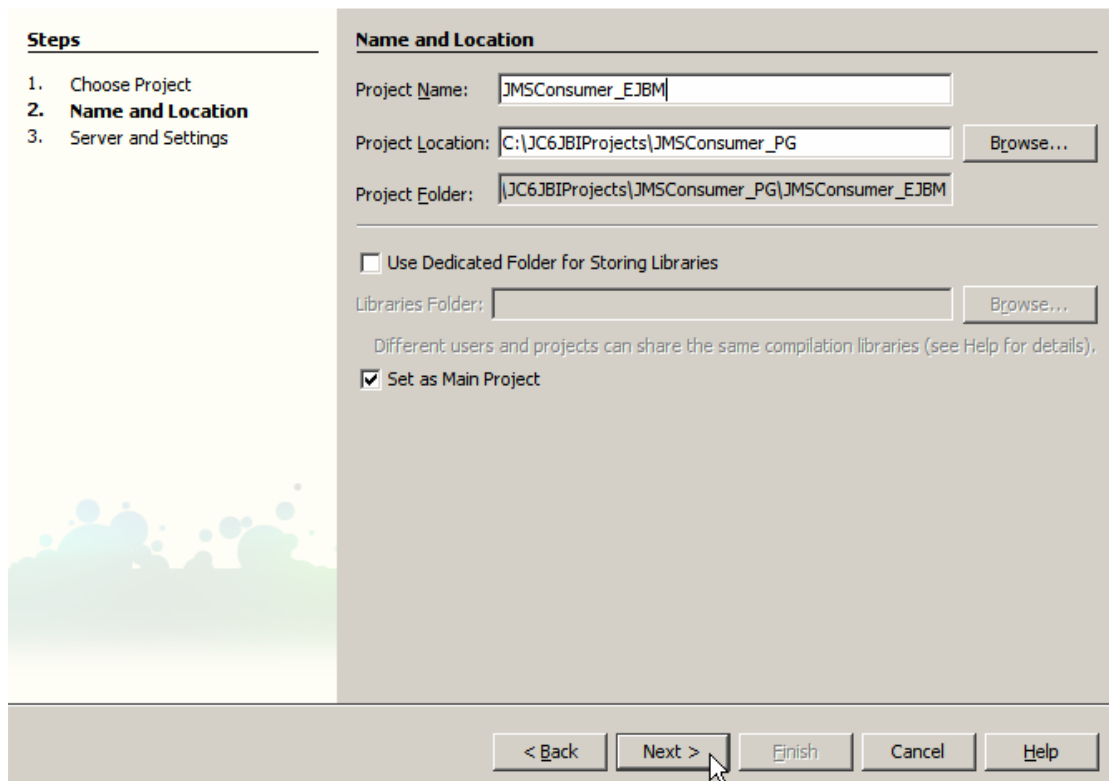 Steps
1. Choose Project
2. Name and Location
3. Server and Settings
Name and Location
Project Name: JMSConsumer_EJBM
Project Location: C:\JC6JBIProjects\JMSConsumer_PG Browse...
Project Folder: \JC6JBIProjects\JMSConsumer_PG\JMSConsumer_EJBM
Use Dedicated Folder for Storing Libraries
Libraries Folder: Browse...
Different users and projects can share the same compilation libraries (see Help for details).
Set as Main Project
< Back Next > Finish Cancel Help